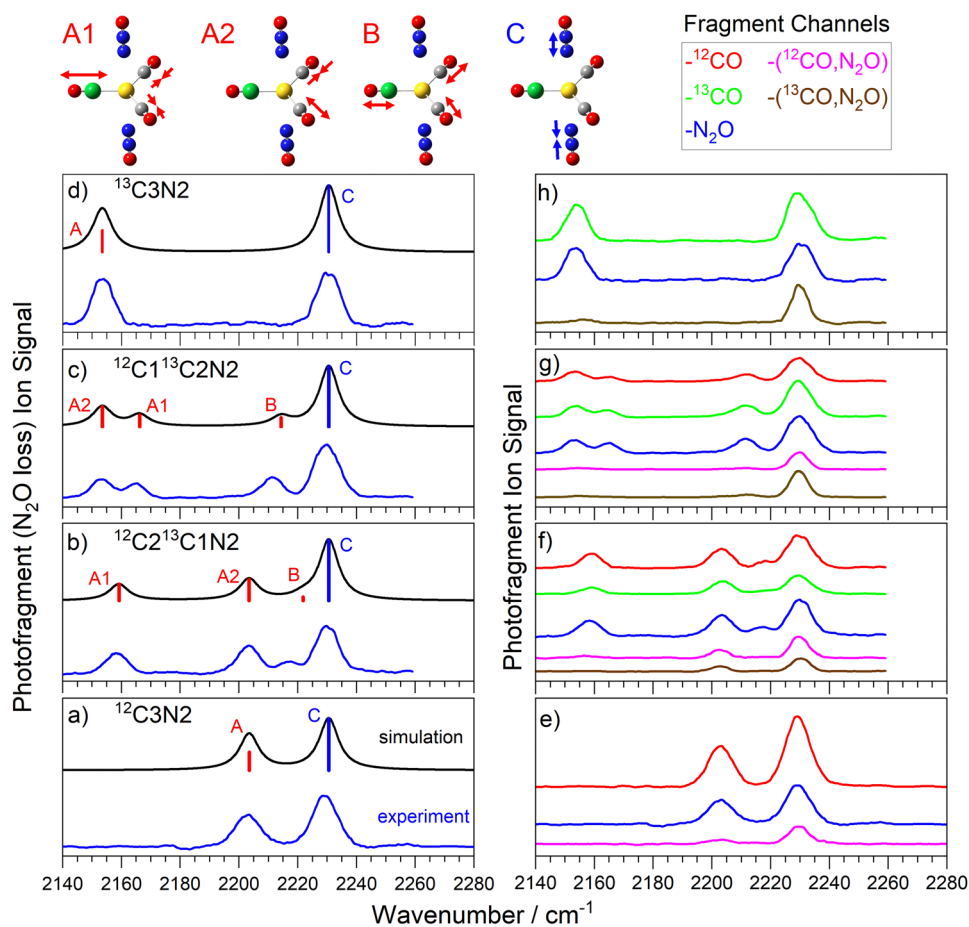 A1 A2 B C
Fragment Channels
-¹²CO -(¹²CO,N₂O)
-¹³CO -(¹³CO,N₂O)
-N₂O
Photofragment (N₂O loss) Ion Signal
d) ¹³C3N2
A
C
c) ¹²C1¹³C2N2
A2
A1
B
C
b) ¹²C2¹³C1N2
A1
A2
B
C
a) ¹²C3N2
A
C
simulation
experiment
2140 2160 2180 2200 2220 2240 2260 2280
Photofragment Ion Signal
h)
g)
f)
e)
2140 2160 2180 2200 2220 2240 2260 2280
Wavenumber / cm⁻¹